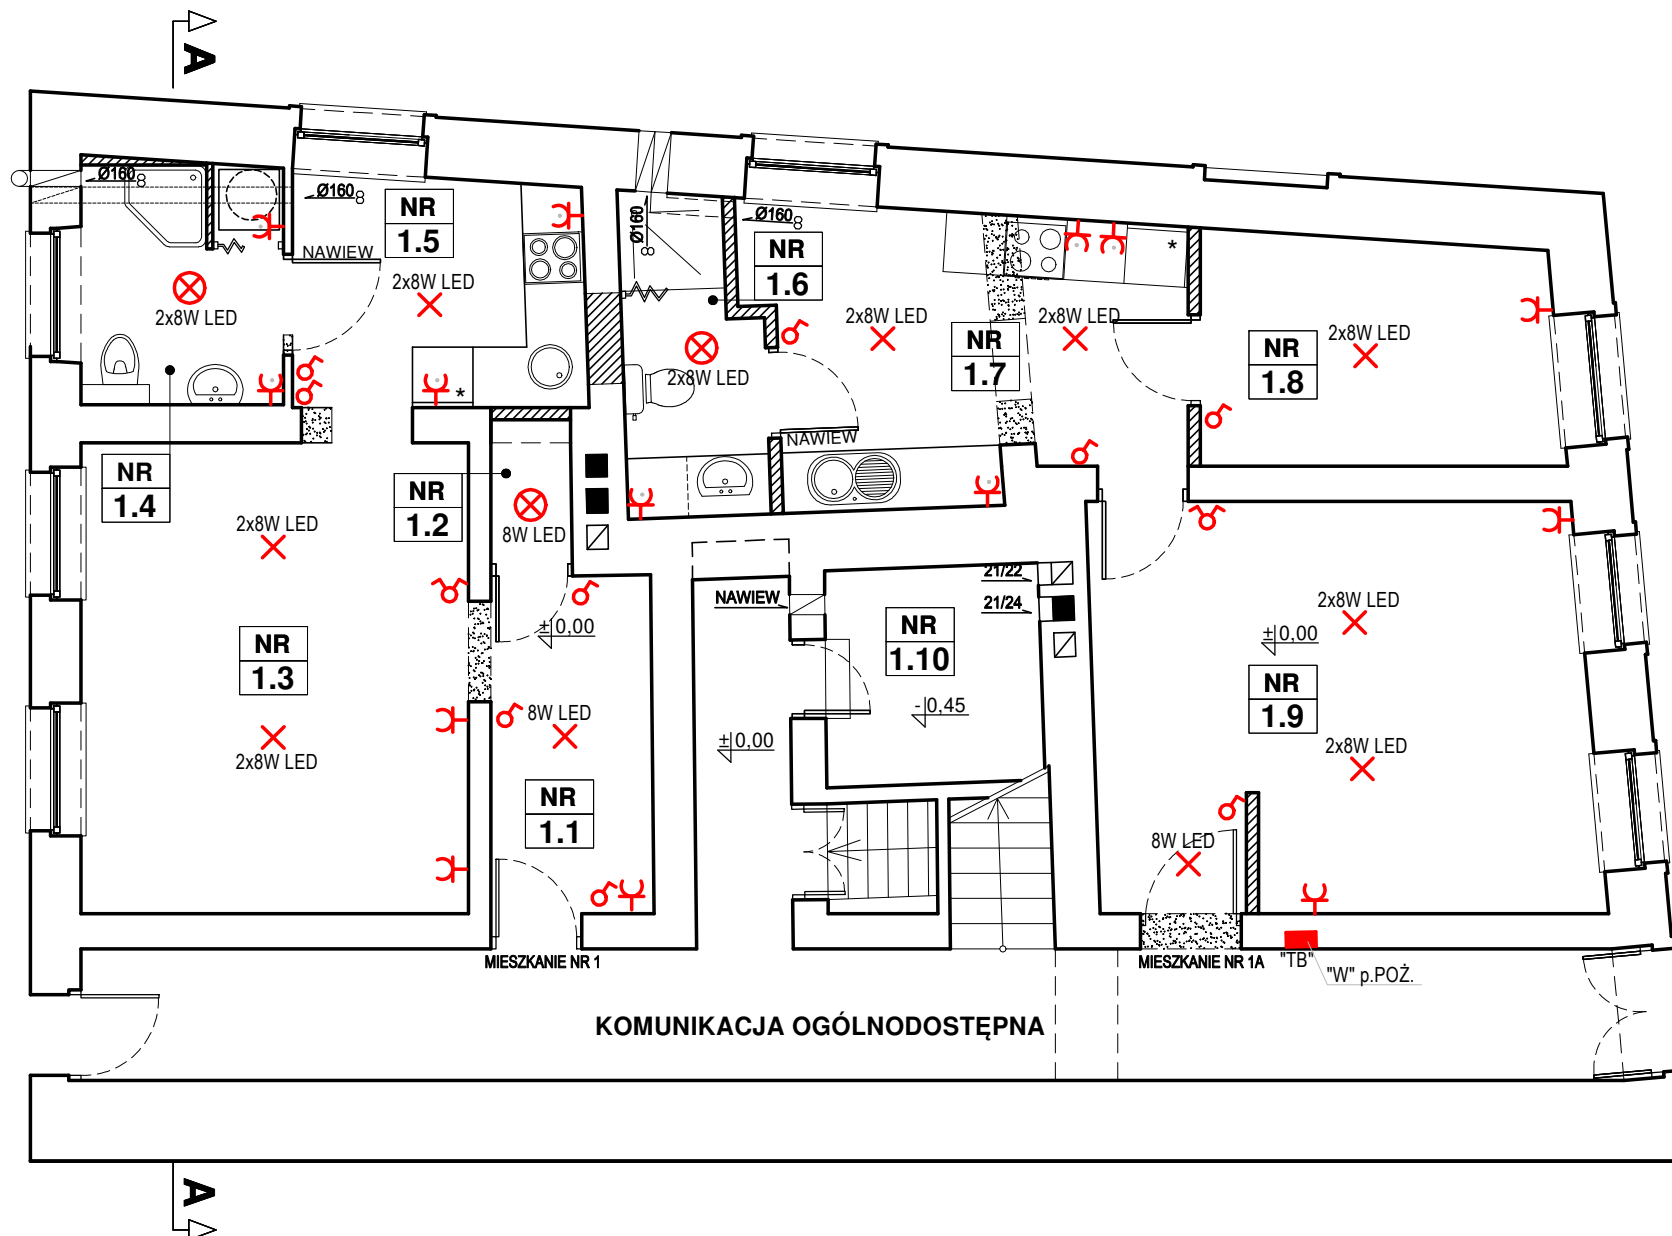 A
Ø160
8
Ø160
8
NR
1.5
NAWIEW
2x8W LED
2x8W LED
*
Ø160
8
Ø160
8
NR
1.6
2x8W LED
2x8W LED
NR
1.7
2x8W LED
*
NR
1.8
2x8W LED
NAWIEW
NR
1.4
NR
1.2
8W LED
2x8W LED
NR
1.3
2x8W LED
±0,00
8W LED
NR
1.1
NAWIEW
±0,00
21/22
21/24
NR
1.10
-0,45
2x8W LED
±0,00
NR
1.9
2x8W LED
8W LED
MIESZKANIE NR 1
MIESZKANIE NR 1A
"TB"
"W" p.POŻ.
KOMUNIKACJA OGÓLNODOSTĘPNA
A